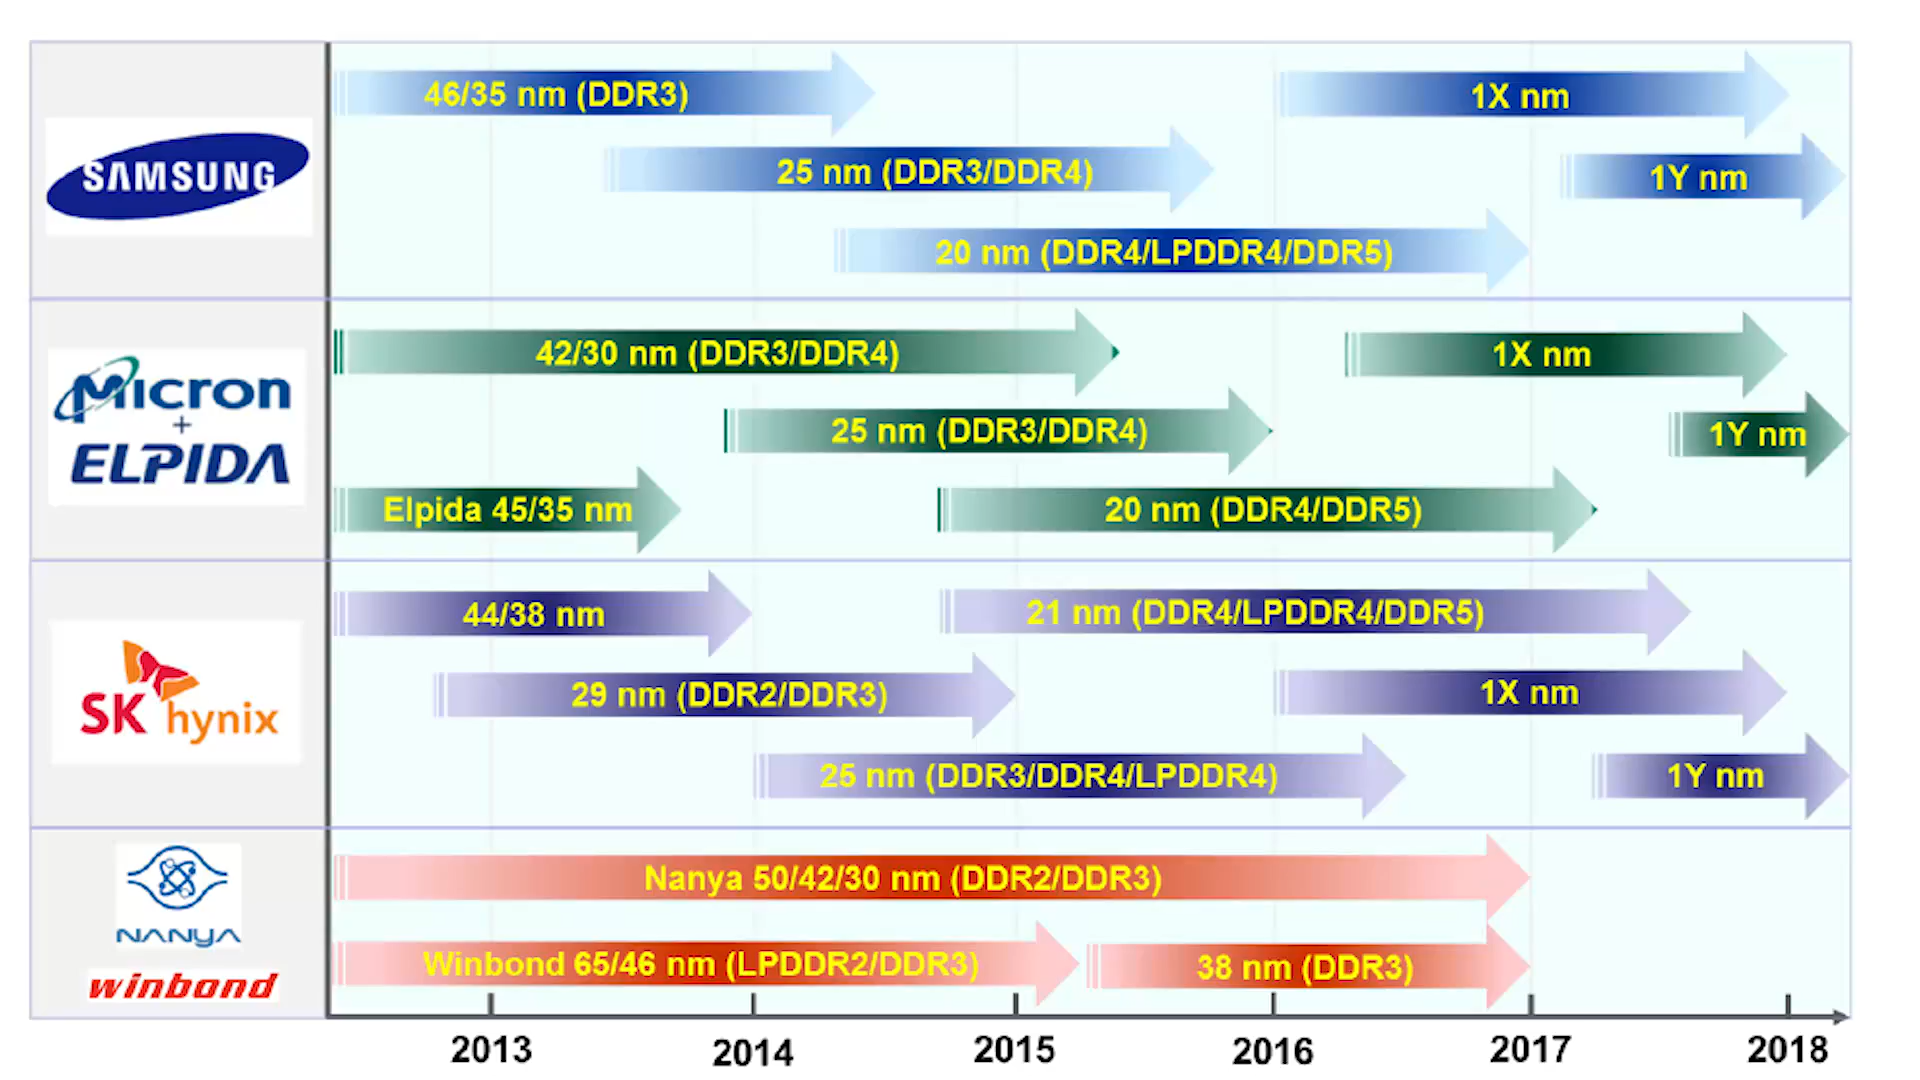 46/35 nm (DDR3)
1X nm
SAMSUNG
25 nm (DDR3/DDR4)
1Y nm
20 nm (DDR4/LPDDR4/DDR5)
42/30 nm (DDR3/DDR4)
1X nm
Micron
+
ELPIDA
25 nm (DDR3/DDR4)
1Y nm
Elpida 45/35 nm
20 nm (DDR4/DDR5)
44/38 nm
21 nm (DDR4/LPDDR4/DDR5)
SK hynix
29 nm (DDR2/DDR3)
1X nm
25 nm (DDR3/DDR4/LPDDR4)
1Y nm
NANYA
Nanya 50/42/30 nm (DDR2/DDR3)
winbond
Winbond 65/46 nm (LPDDR2/DDR3)
38 nm (DDR3)
2013 2014 2015 2016 2017 2018